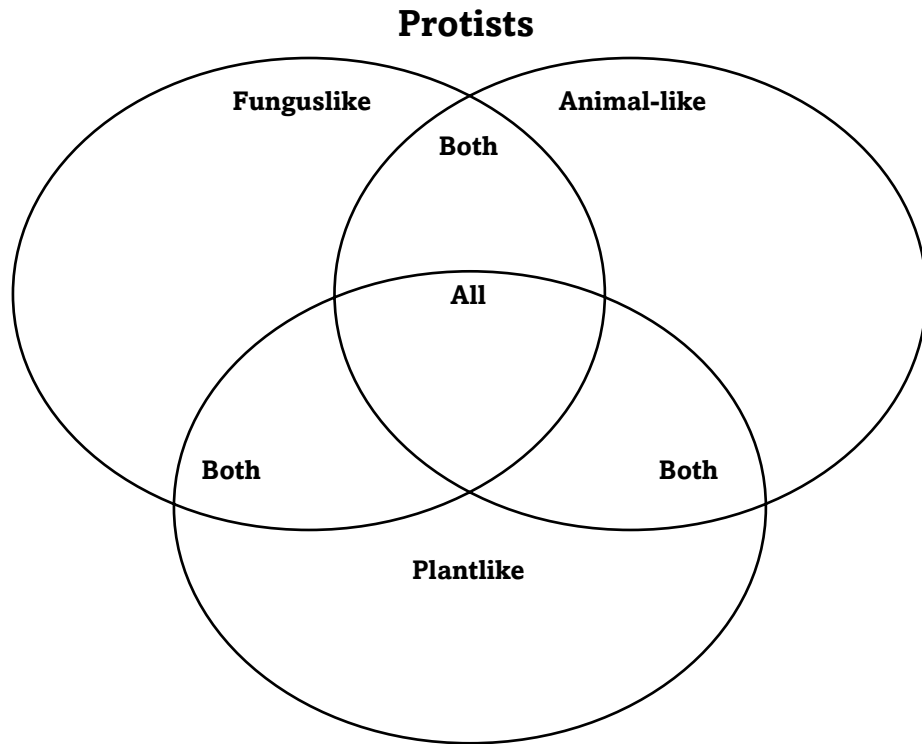 Protists
Funguslike
Animal-like
Both
All
Both
Both
Plantlike